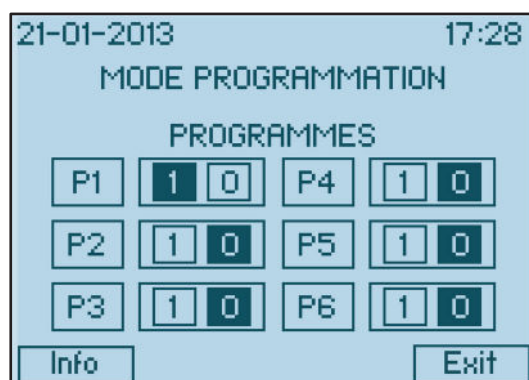 21-01-2013 17:28
MODE PROGRAMMATION
PROGRAMMES
P1 1 0 P4 1 0
P2 1 0 P5 1 0
P3 1 0 P6 1 0
Info Exit